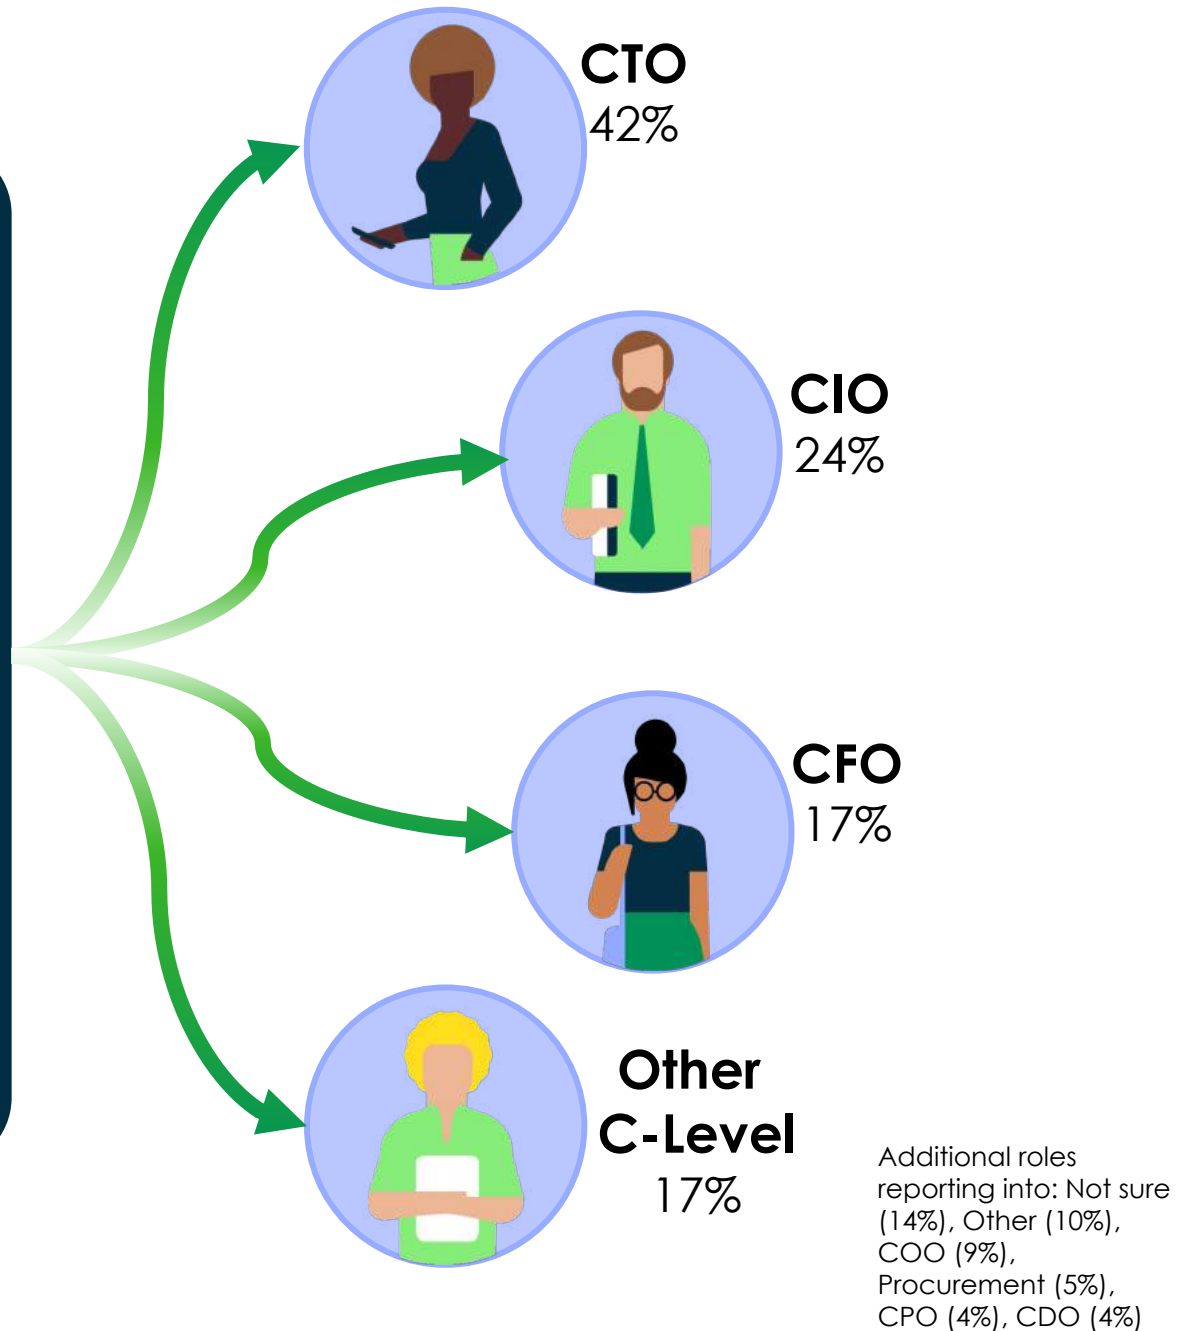 CTO
42%
CIO
24%
CFO
17%
Other
C-Level
17%
Additional roles
reporting into: Not sure
(14%), Other (10%),
COO (9%),
Procurement (5%),
CPO (4%), CDO (4%)